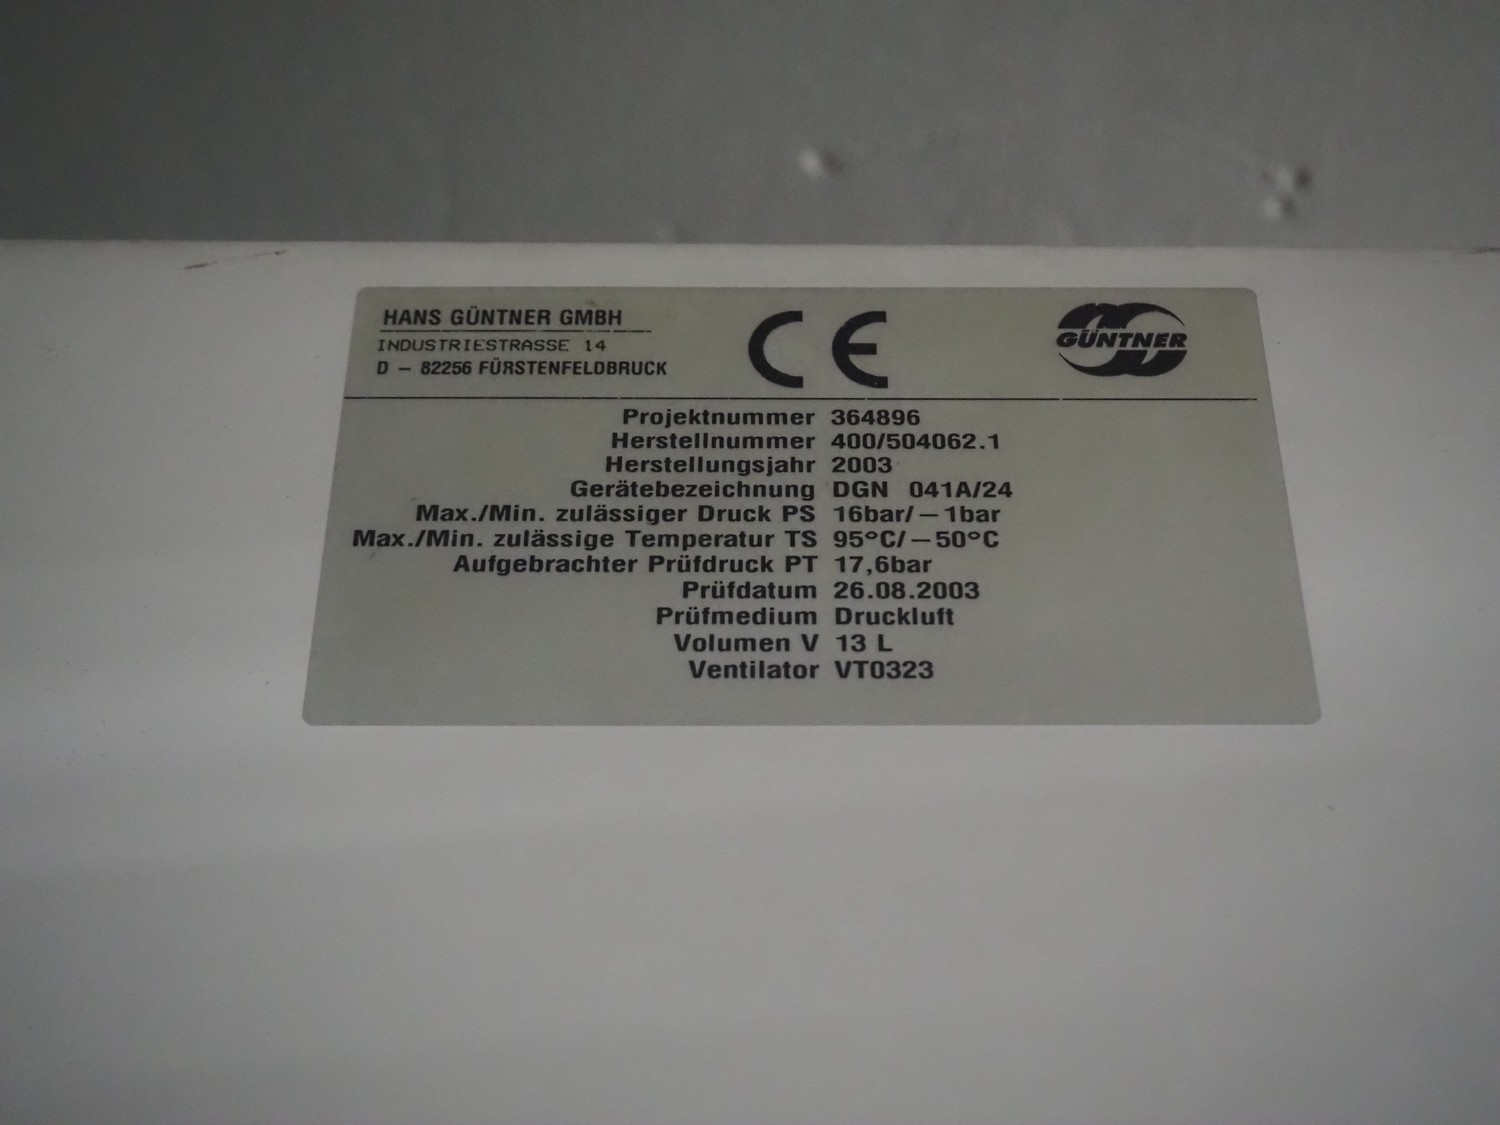 HANS GÜNTNER GMBH
INDUSTRIESTRASSE 14
D – 82256 FÜRSTENFELDBRUCK
CE
GÜNTNER
Projektnummer 364896
Herstellnummer 400/504062.1
Herstellungsjahr 2003
Gerätebezeichnung DGN 041A/24
Max./Min. zulässiger Druck PS 16bar/–1bar
Max./Min. zulässige Temperatur TS 95°C/–50°C
Aufgebrachter Prüfdruck PT 17,6bar
Prüfdatum 26.08.2003
Prüfmedium Druckluft
Volumen V 13 L
Ventilator VT0323